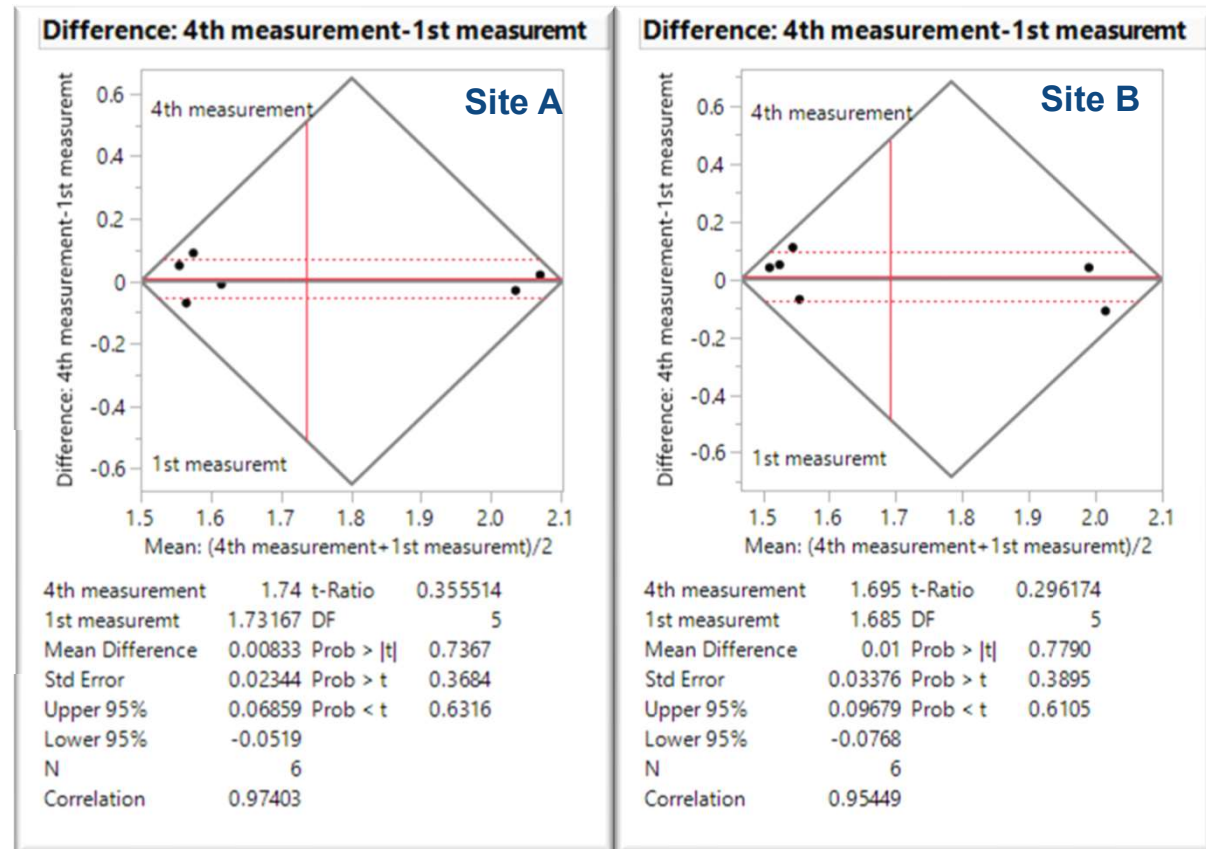 Difference: 4th measurement-1st measuremt
Site A
4th measurement
1st measuremt
Difference: 4th measurement-1st measuremt
0.6
0.4
0.2
0
-0.2
-0.4
-0.6
1.5 1.6 1.7 1.8 1.9 2.0 2.1
Mean: (4th measurement+1st measuremt)/2
4th measurement 1.74 t-Ratio 0.355514
1st measuremt 1.73167 DF 5
Mean Difference 0.00833 Prob > |t| 0.7367
Std Error 0.02344 Prob > t 0.3684
Upper 95% 0.06859 Prob < t 0.6316
Lower 95% -0.0519
N 6
Correlation 0.97403
Difference: 4th measurement-1st measuremt
Site B
4th measurement
1st measuremt
Difference: 4th measurement-1st measuremt
0.6
0.4
0.2
0
-0.2
-0.4
-0.6
1.5 1.6 1.7 1.8 1.9 2.0 2.1
Mean: (4th measurement+1st measuremt)/2
4th measurement 1.695 t-Ratio 0.296174
1st measuremt 1.685 DF 5
Mean Difference 0.01 Prob > |t| 0.7790
Std Error 0.03376 Prob > t 0.3895
Upper 95% 0.09679 Prob < t 0.6105
Lower 95% -0.0768
N 6
Correlation 0.95449